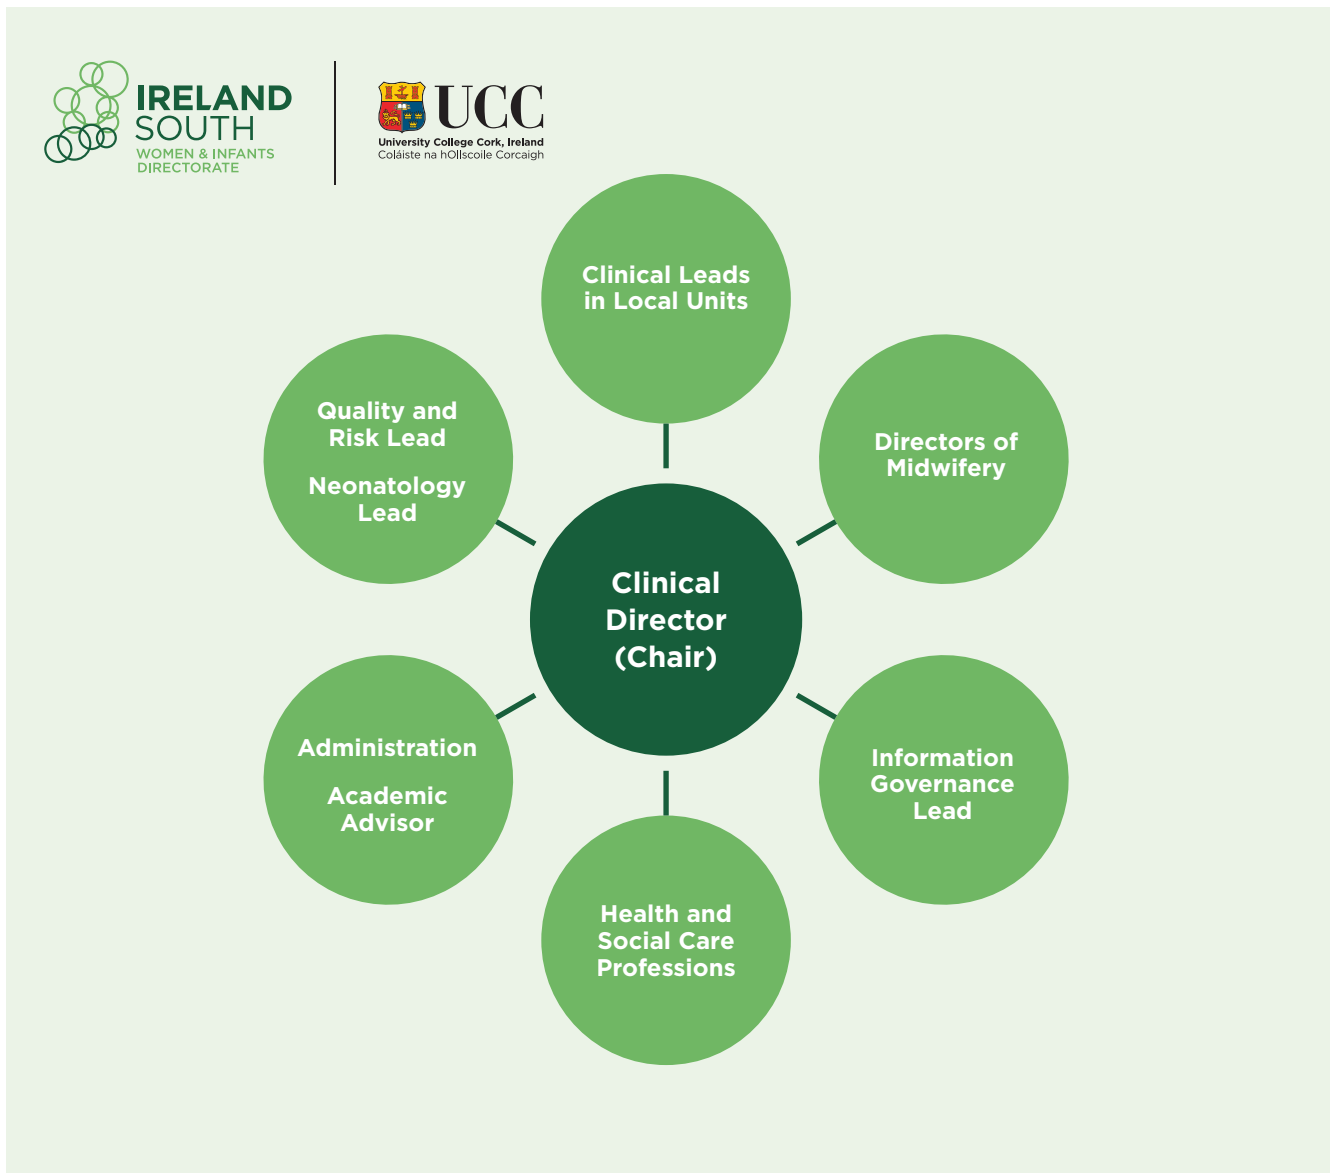 IRELAND
SOUTH
WOMEN & INFANTS
DIRECTORATE
UCC
University College Cork, Ireland
Coláiste na hOllscoile Corcaigh
Clinical Leads
in Local Units
Quality and
Risk Lead
Neonatology
Lead
Directors of
Midwifery
Clinical
Director
(Chair)
Administration
Academic
Advisor
Information
Governance
Lead
Health and
Social Care
Professions